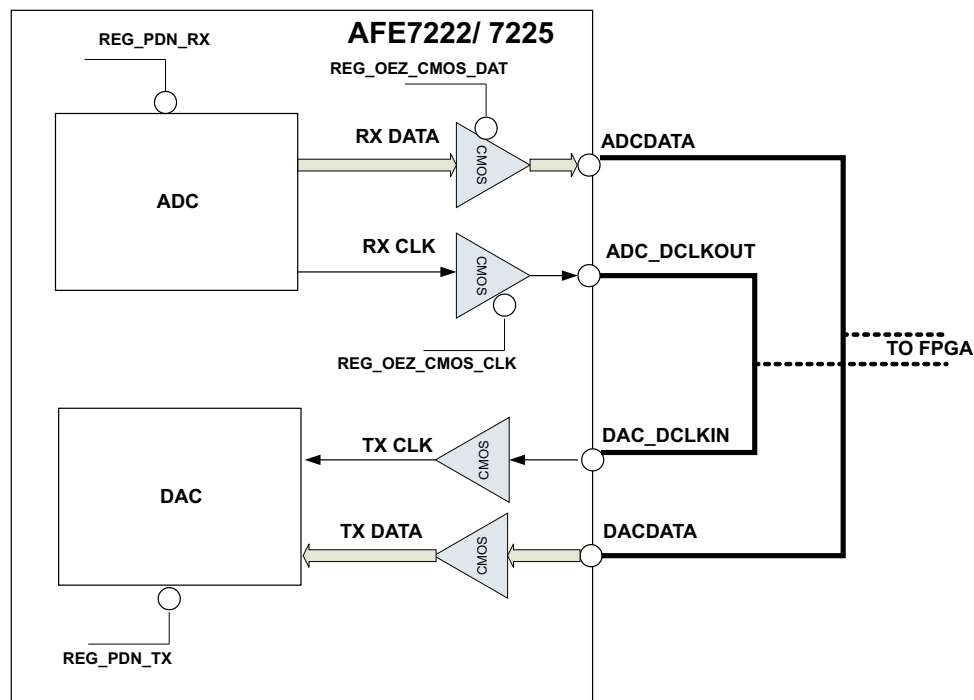 AFE7222/ 7225
REG_PDN_RX
REG_OEZ_CMOS_DAT
RX DATA
CMOS
ADCDATA
ADC
RX CLK
CMOS
ADC_DCLKOUT
REG_OEZ_CMOS_CLK
TO FPGA
TX CLK
CMOS
DAC_DCLKIN
DAC
TX DATA
CMOS
DACDATA
REG_PDN_TX